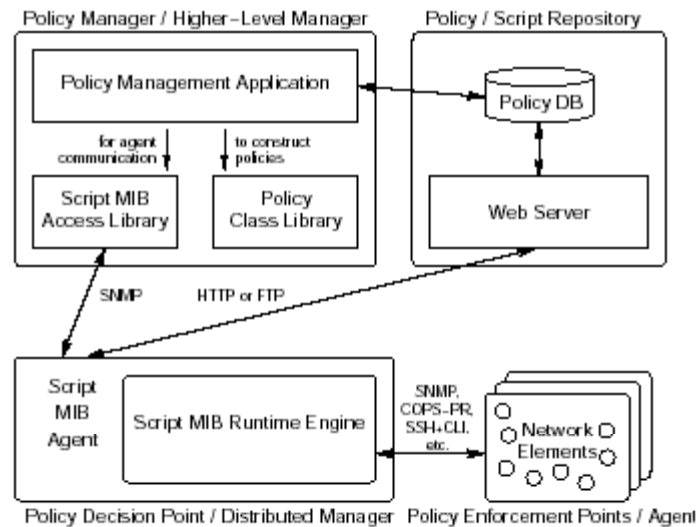 Policy Manager / Higher-Level Manager
Policy / Script Repository
Policy Management Application
Policy DB
for agent
communication
to construct
policies
Script MIB
Access Library
Policy
Class Library
Web Server
SNMP
HTTP or FTP
Script
MIB
Agent
Script MIB Runtime Engine
SNMP,
COPS-PR,
SSH+CLI,
etc.
Network
Elements
Policy Decision Point / Distributed Manager
Policy Enforcement Points / Agent